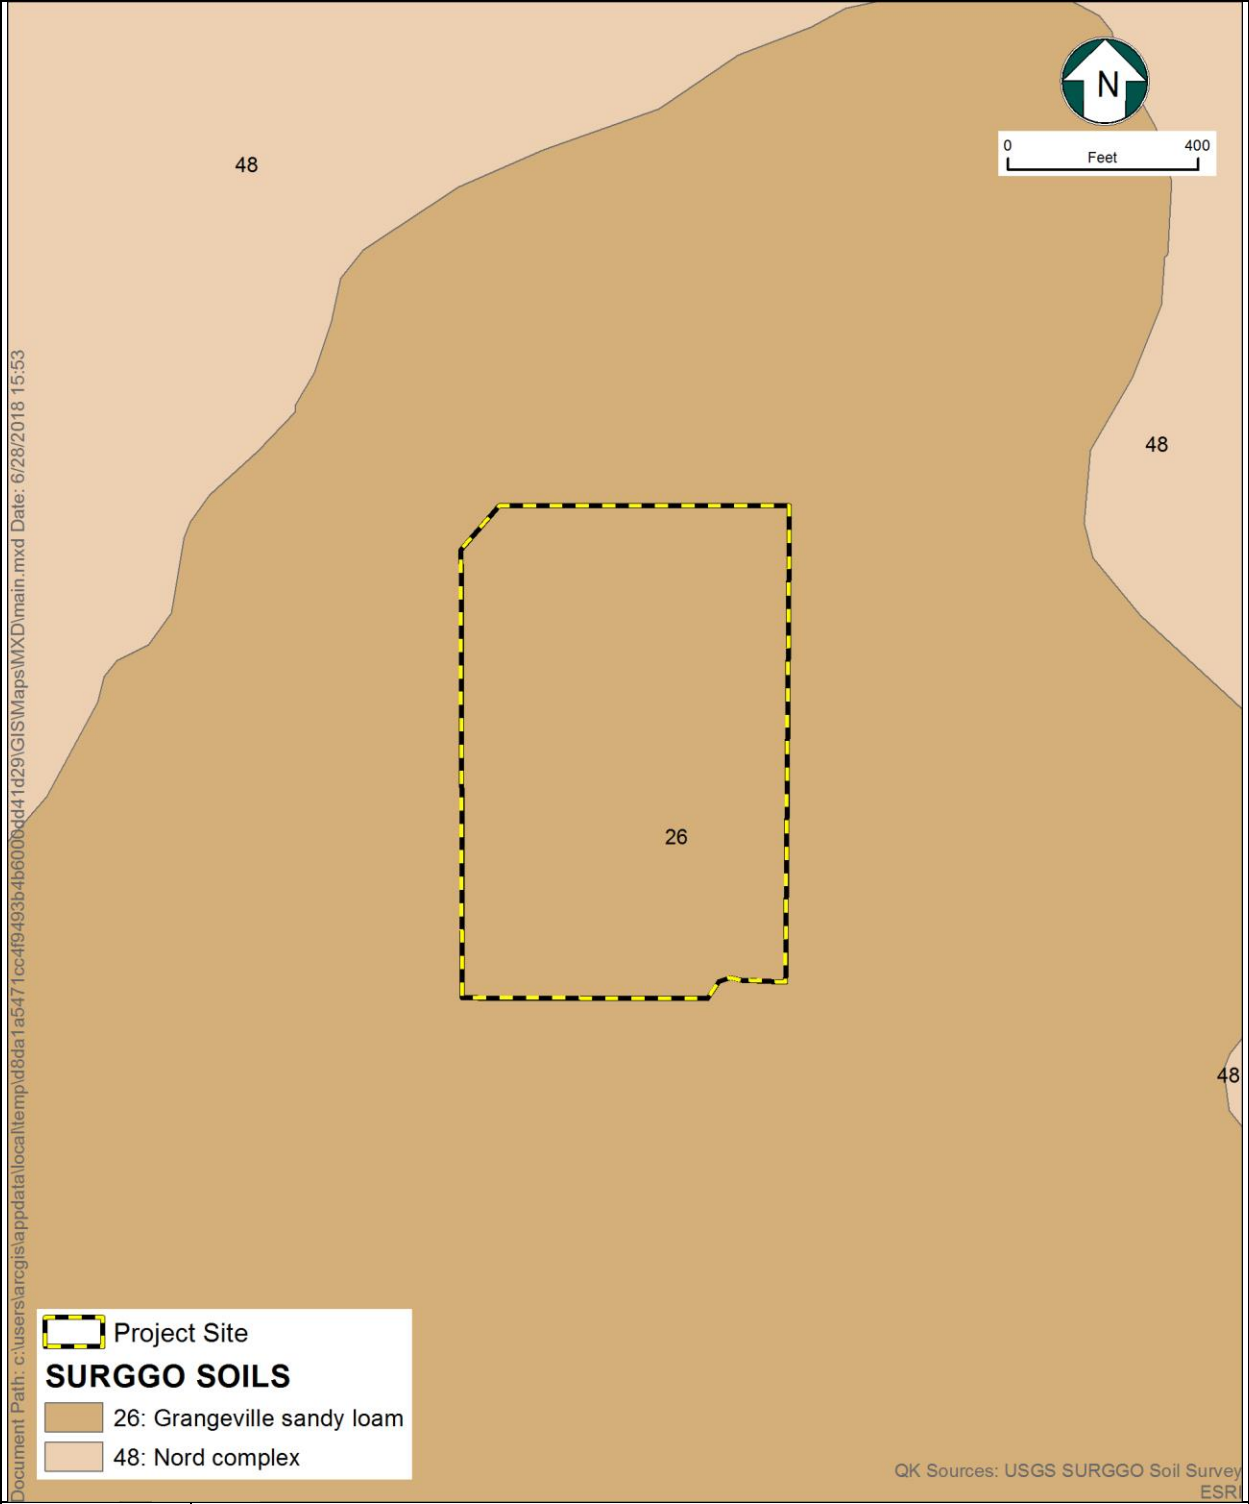 N
0 400
Feet
48
48
26
48
Document Path: c:\users\arcgis\appdata\local\temp\d8da1a5471cc4f9493b4b6000dd41d29\GIS\Maps\MXD\main.mxd Date: 6/28/2018 15:53
Project Site
SURGGO SOILS
26: Grangeville sandy loam
48: Nord complex
QK Sources: USGS SURGGO Soil Survey
ESRI